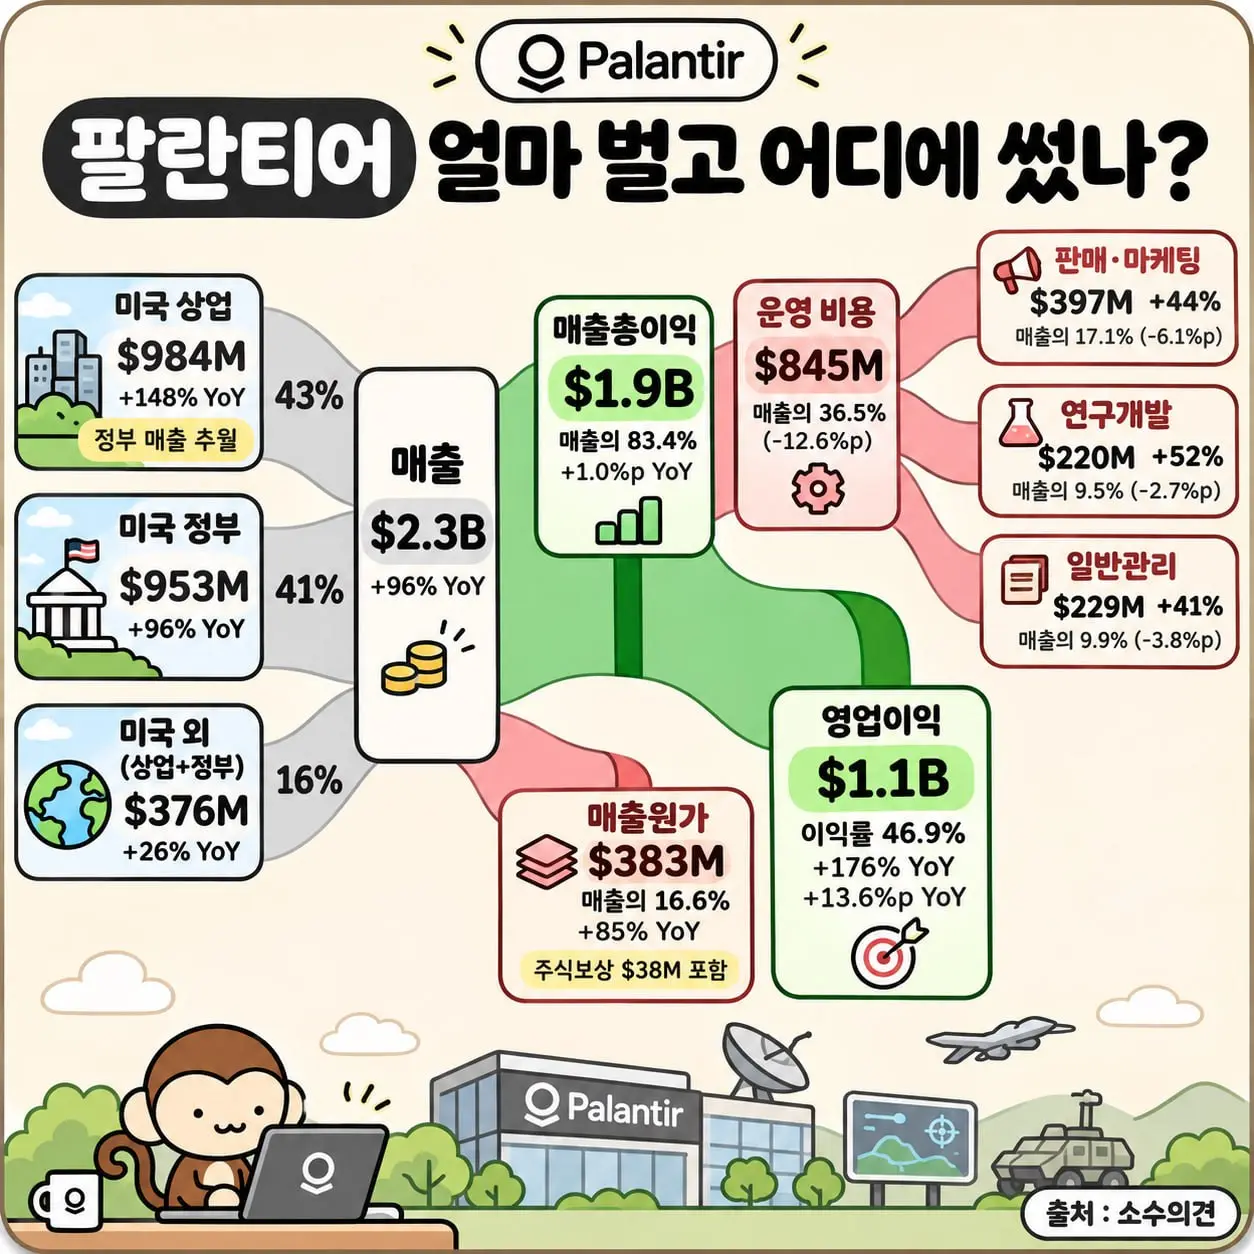 Palantir
팔란티어 얼마 벌고 어디에 썼나?
미국 상업
$984M
+148% YoY
정부 매출 추월
43%
미국 정부
$953M
+96% YoY
41%
미국 외
(상업+정부)
$376M
+26% YoY
16%
매출
$2.3B
+96% YoY
매출총이익
$1.9B
매출의 83.4%
+1.0%p YoY
매출원가
$383M
매출의 16.6%
+85% YoY
주식보상 $38M 포함
운영 비용
$845M
매출의 36.5%
(-12.6%p)
영업이익
$1.1B
이익률 46.9%
+176% YoY
+13.6%p YoY
판매·마케팅
$397M +44%
매출의 17.1% (-6.1%p)
연구개발
$220M +52%
매출의 9.5% (-2.7%p)
일반관리
$229M +41%
매출의 9.9% (-3.8%p)
Palantir
출처 : 소수의견